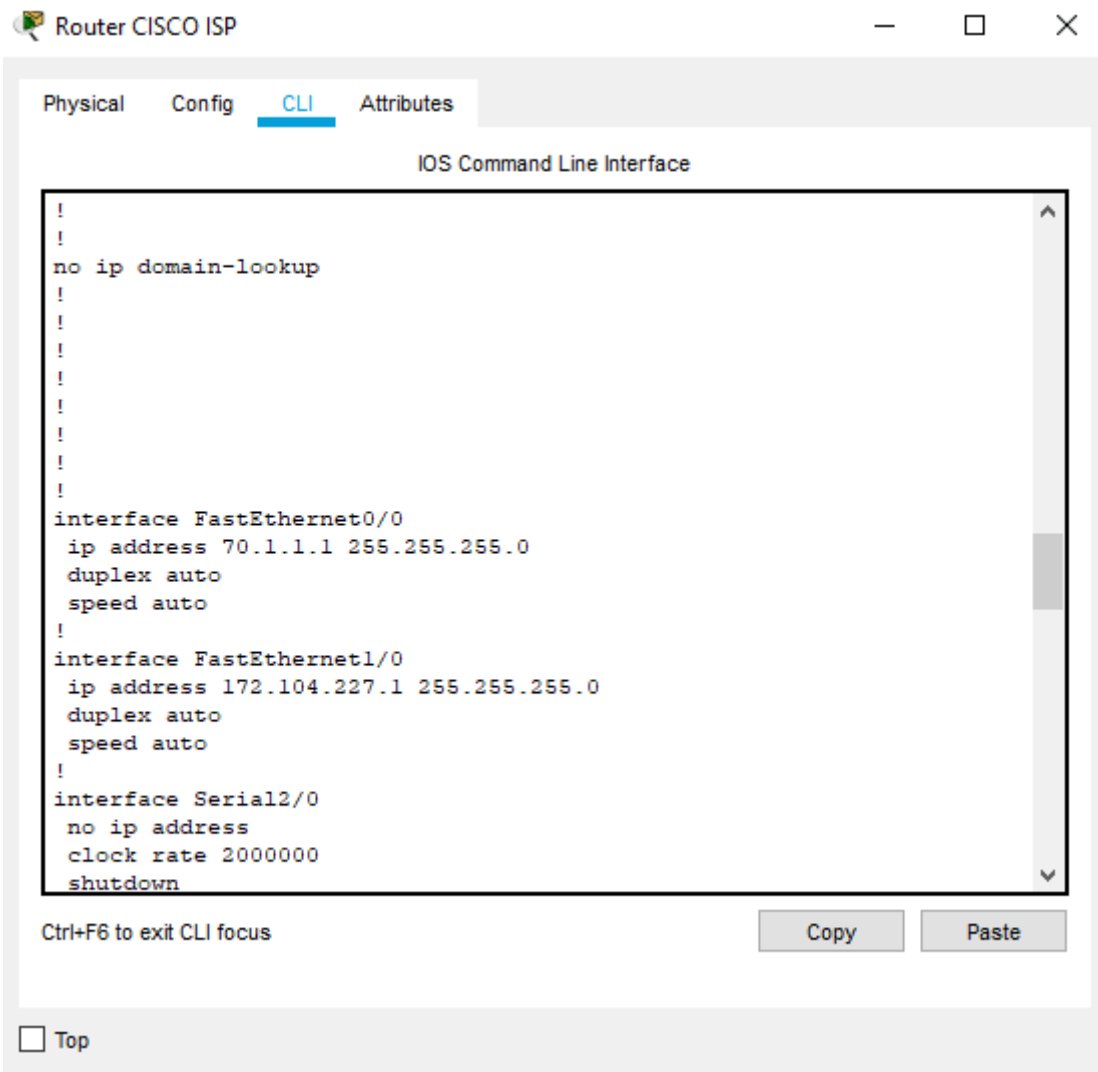 Router CISCO ISP
Physical Config CLI Attributes
IOS Command Line Interface
!
!
no ip domain-lookup
!
!
!
!
!
!
!
!
interface FastEthernet0/0
 ip address 70.1.1.1 255.255.255.0
 duplex auto
 speed auto
!
interface FastEthernet1/0
 ip address 172.104.227.1 255.255.255.0
 duplex auto
 speed auto
!
interface Serial2/0
 no ip address
 clock rate 2000000
 shutdown
Ctrl+F6 to exit CLI focus
Copy Paste
Top